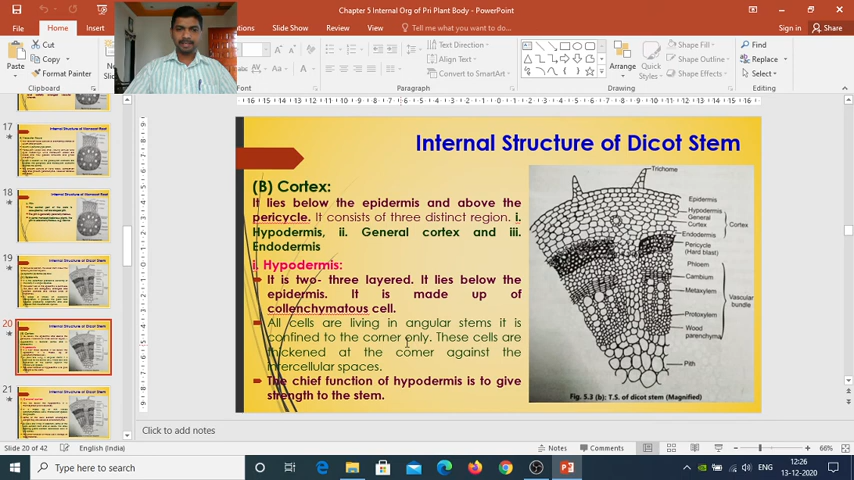 Chapter 5 Internal Org of Pri Plant Body - PowerPoint
Sign in
Share
File
Home
Insert
Slide Show
Review
View
Help
Tell me what you want to do
Paste
Cut
Copy
Format Painter
Clipboard
Paragraph
Text Direction
Align Text
Convert to SmartArt
Arrange
Quick
Styles
Shape Fill
Shape Outline
Shape Effects
Drawing
Find
Replace
Select
Editing
17
18
19
20
21
Internal Structure of Dicot Stem
(B) Cortex:
It lies below the epidermis and above the
pericycle. It consists of three distinct region. i.
Hypodermis, ii. General cortex and iii.
Endodermis
i. Hypodermis:
It is two- three layered. It lies below the
epidermis. It is made up of
collenchymatous cell.
All cells are living in angular stems it is
confined to the corner only. These cells are
thickened at the corner against the
intercellular spaces.
The chief function of hypodermis is to give
strength to the stem.
Trichome
Epidermis
Hypodermis
General
Cortex
Cortex
Endodermis
Pericycle
(Hard blast)
Phloem
Cambium
Metaxylem
Vascular
bundle
Protoxylem
Wood
parenchyma
Pith
Fig. 5.3 (b): T.S. of dicot stem (Magnified)
Click to add notes
Slide 20 of 42
English (India)
Notes
Comments
66%
Type here to search
ENG
12:26
13-12-2020